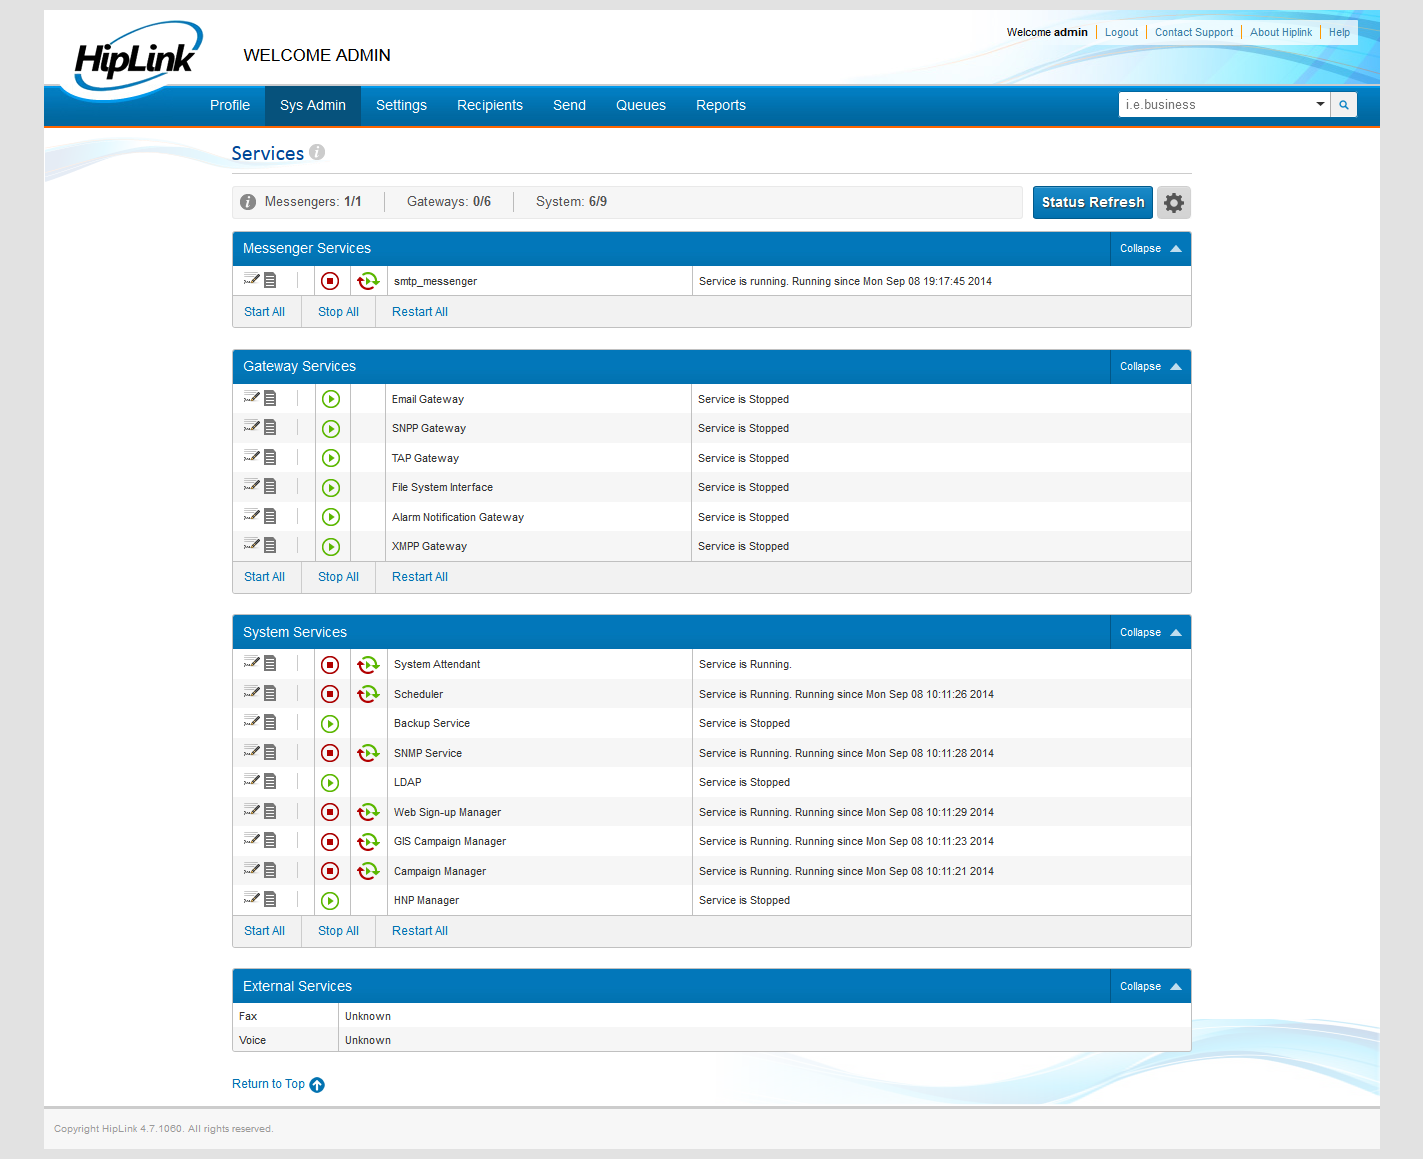 HipLink
WELCOME ADMIN
Welcome admin Logout Contact Support About Hiplink Help
Profile Sys Admin Settings Recipients Send Queues Reports
i.e.business
Services
Messengers: 1/1 Gateways: 0/6 System: 6/9
Status Refresh
Messenger Services Collapse
smtp_messenger Service is running. Running since Mon Sep 08 19:17:45 2014
Start All Stop All Restart All
Gateway Services Collapse
Email Gateway Service is Stopped
SNPP Gateway Service is Stopped
TAP Gateway Service is Stopped
File System Interface Service is Stopped
Alarm Notification Gateway Service is Stopped
XMPP Gateway Service is Stopped
Start All Stop All Restart All
System Services Collapse
System Attendant Service is Running.
Scheduler Service is Running. Running since Mon Sep 08 10:11:26 2014
Backup Service Service is Stopped
SNMP Service Service is Running. Running since Mon Sep 08 10:11:28 2014
LDAP Service is Stopped
Web Sign-up Manager Service is Running. Running since Mon Sep 08 10:11:29 2014
GIS Campaign Manager Service is Running. Running since Mon Sep 08 10:11:23 2014
Campaign Manager Service is Running. Running since Mon Sep 08 10:11:21 2014
HNP Manager Service is Stopped
Start All Stop All Restart All
External Services Collapse
Fax Unknown
Voice Unknown
Return to Top
Copyright HipLink 4.7.1060. All rights reserved.